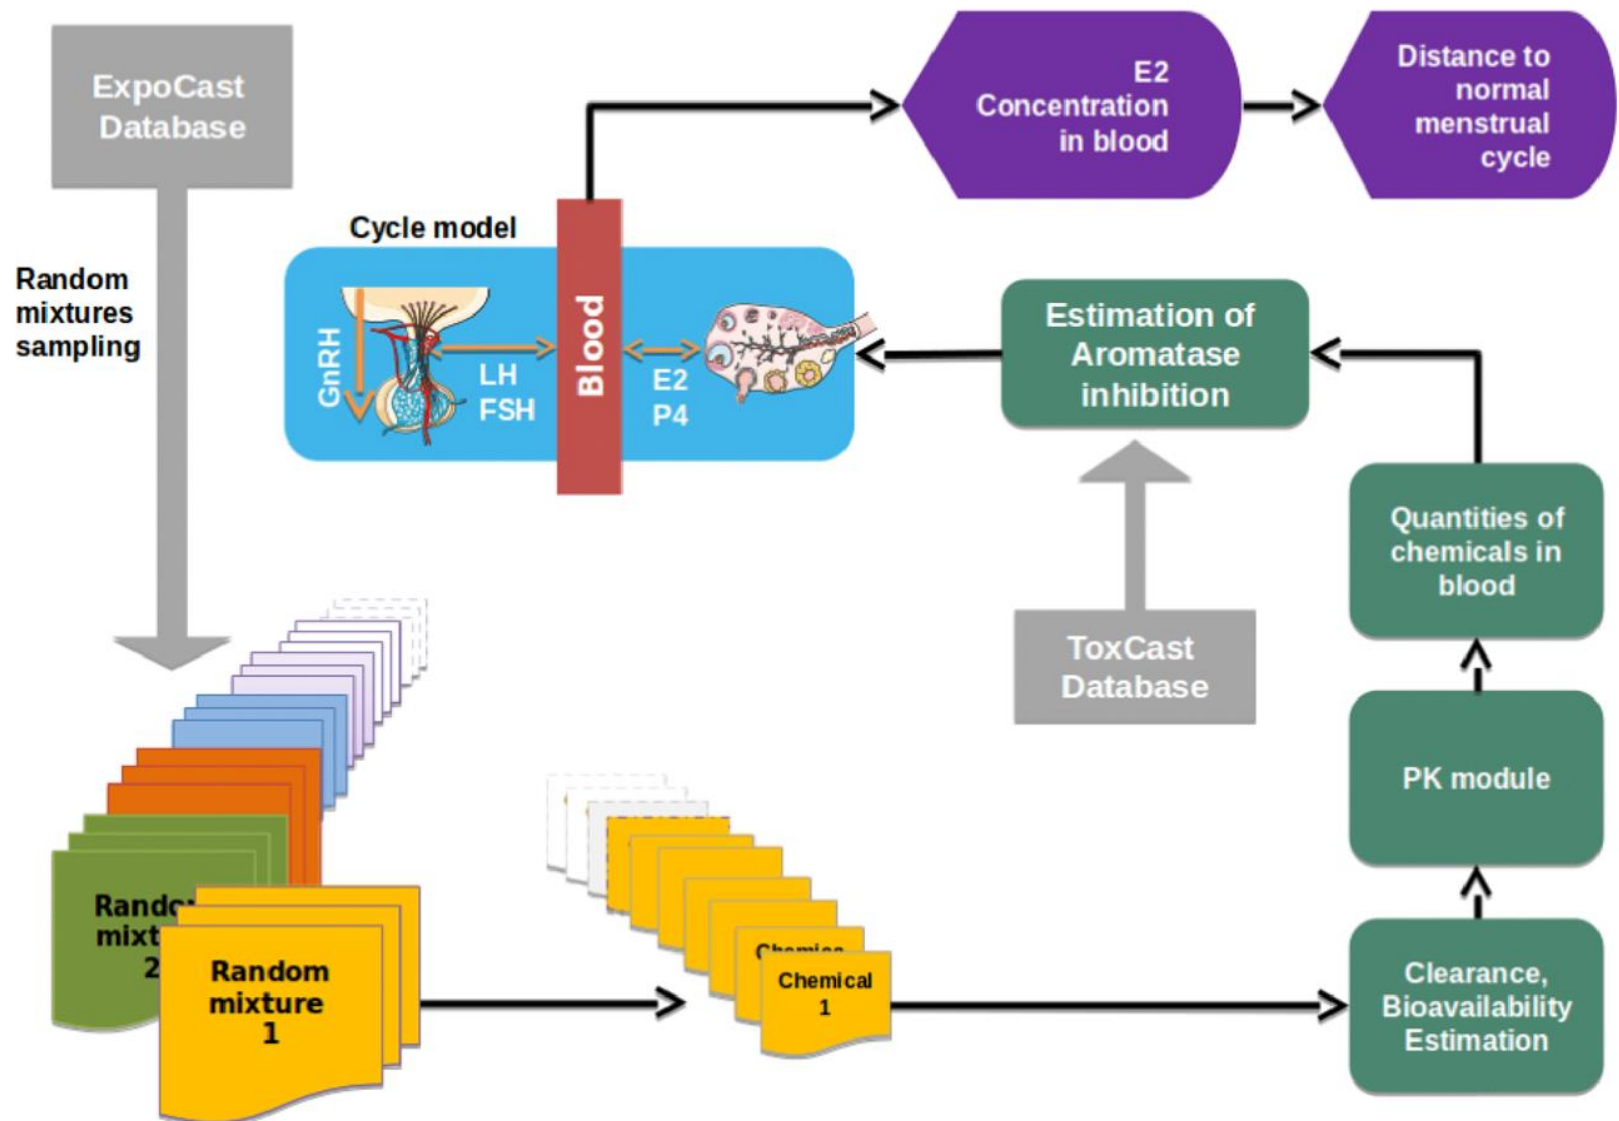 ExpoCast
Database
E2
Concentration
in blood
Distance to
normal
menstrual
cycle
Cycle model
Random
mixtures
sampling
GnRH
LH
FSH
Blood
E2
P4
Estimation of
Aromatase
inhibition
Quantities of
chemicals in
blood
ToxCast
Database
PK module
Random
mixture
1
Chemical
1
Clearance,
Bioavailability
Estimation